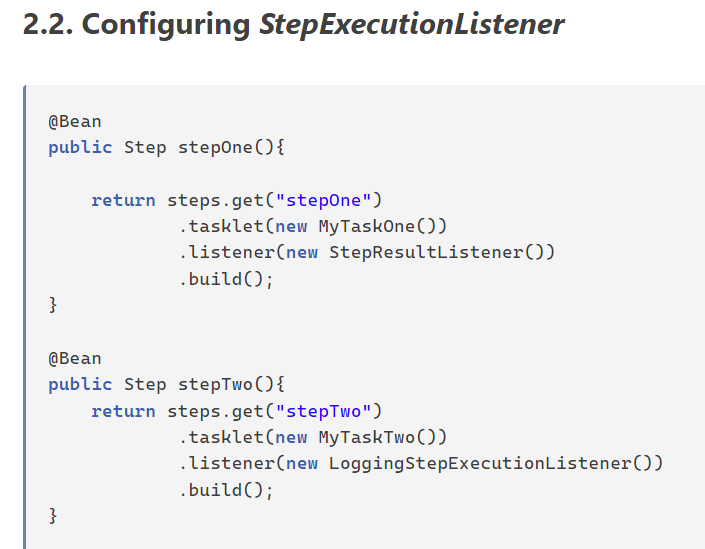 2.2. Configuring StepExecutionListener
@Bean
public Step stepOne(){
return steps.get("stepOne")
.tasklet(new MyTaskOne())
.listener(new StepResultListener())
.build();
}
@Bean
public Step stepTwo(){
return steps.get("stepTwo")
.tasklet(new MyTaskTwo())
.listener(new LoggingStepExecutionListener())
.build();
}